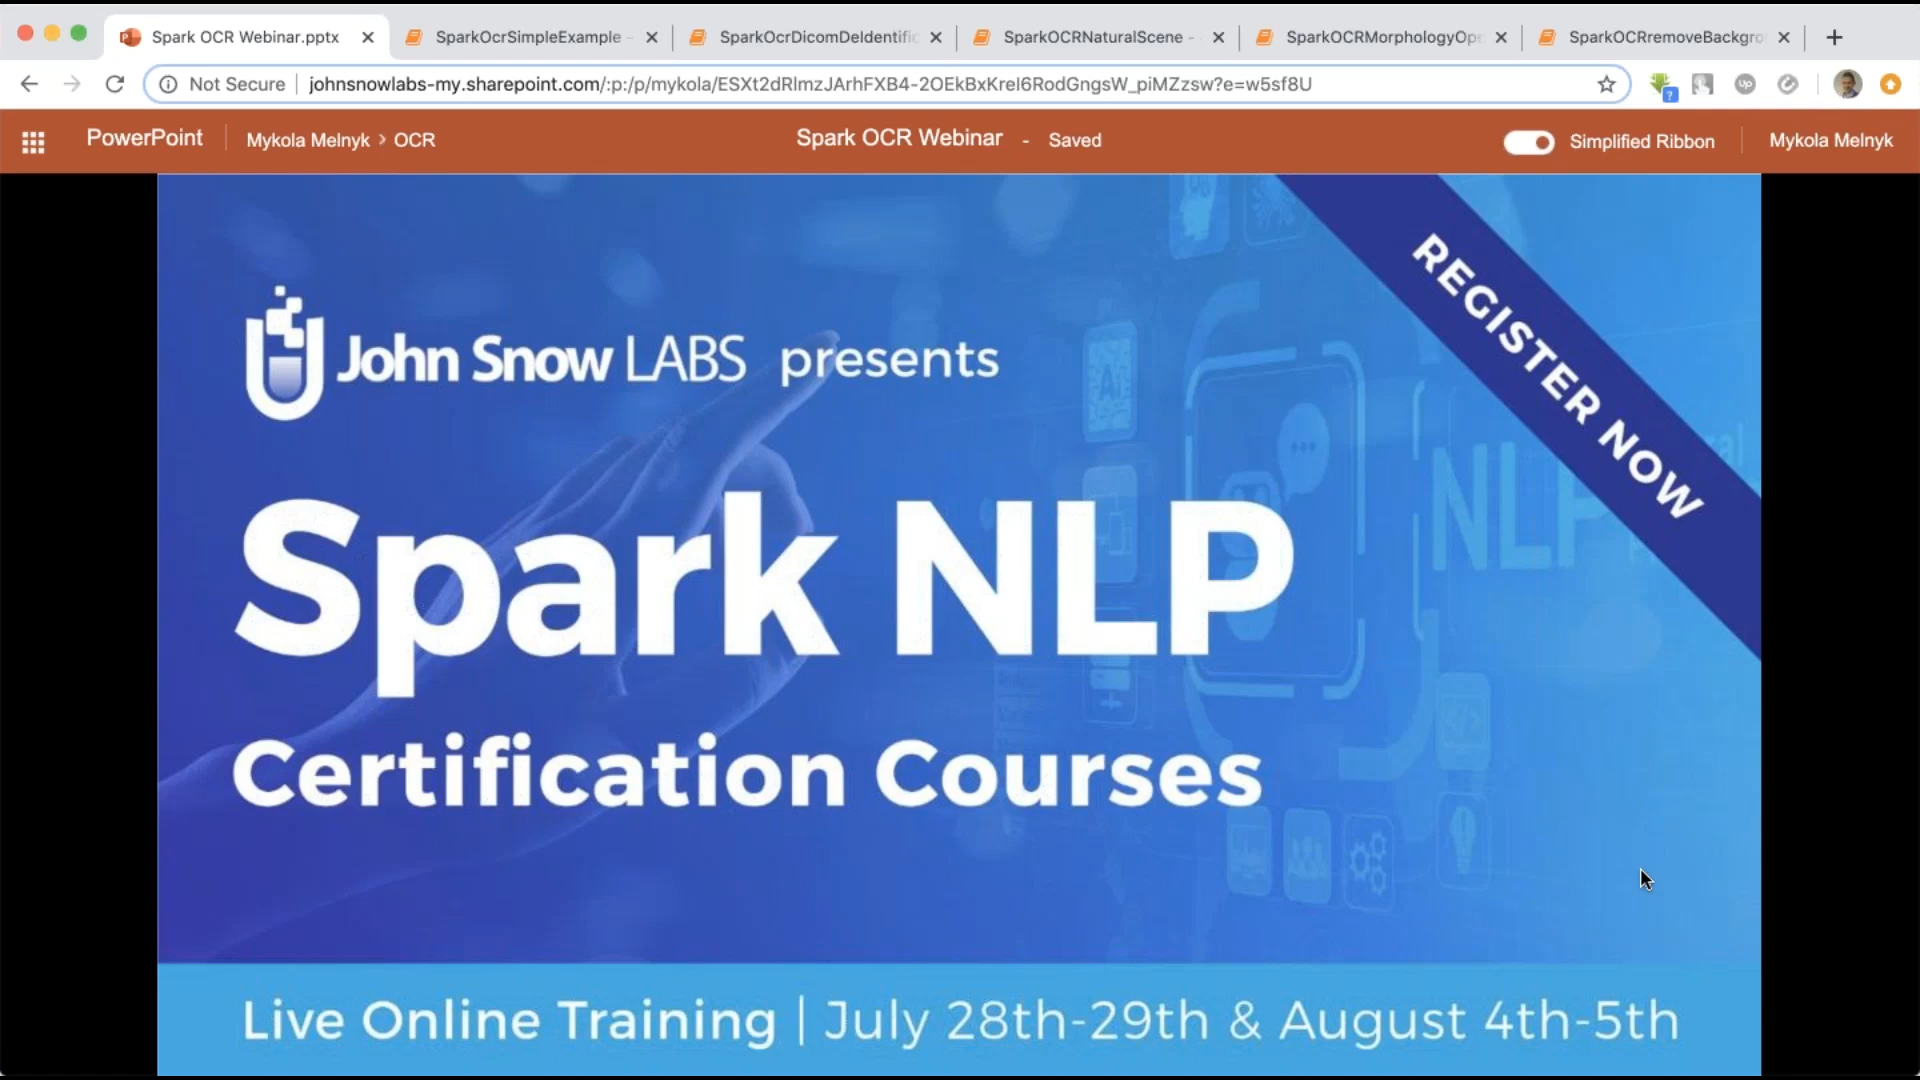 Spark OCR Webinar.pptx
SparkOcrSimpleExample -
SparkOcrDicomDeIdentific
SparkOCRNaturalScene -
SparkOCRMorphologyOpe
SparkOCRremoveBackgro
Not Secure johnsnowlabs-my.sharepoint.com/:p:/p/mykola/ESXt2dRlmzJArhFXB4-2OEkBxKrel6RodGngsW_piMZzsw?e=w5sf8U
PowerPoint Mykola Melnyk > OCR Spark OCR Webinar - Saved Simplified Ribbon Mykola Melnyk
REGISTER NOW
John Snow LABS presents
Spark NLP
Certification Courses
Live Online Training | July 28th-29th & August 4th-5th